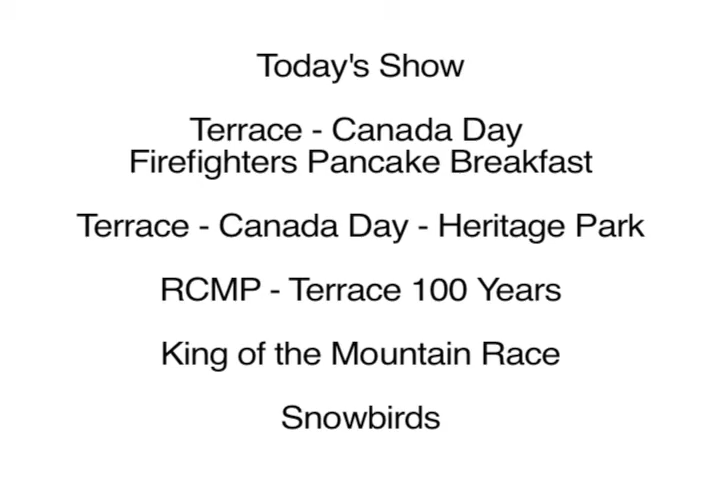 Today's Show
Terrace - Canada Day
Firefighters Pancake Breakfast
Terrace - Canada Day - Heritage Park
RCMP - Terrace 100 Years
King of the Mountain Race
Snowbirds